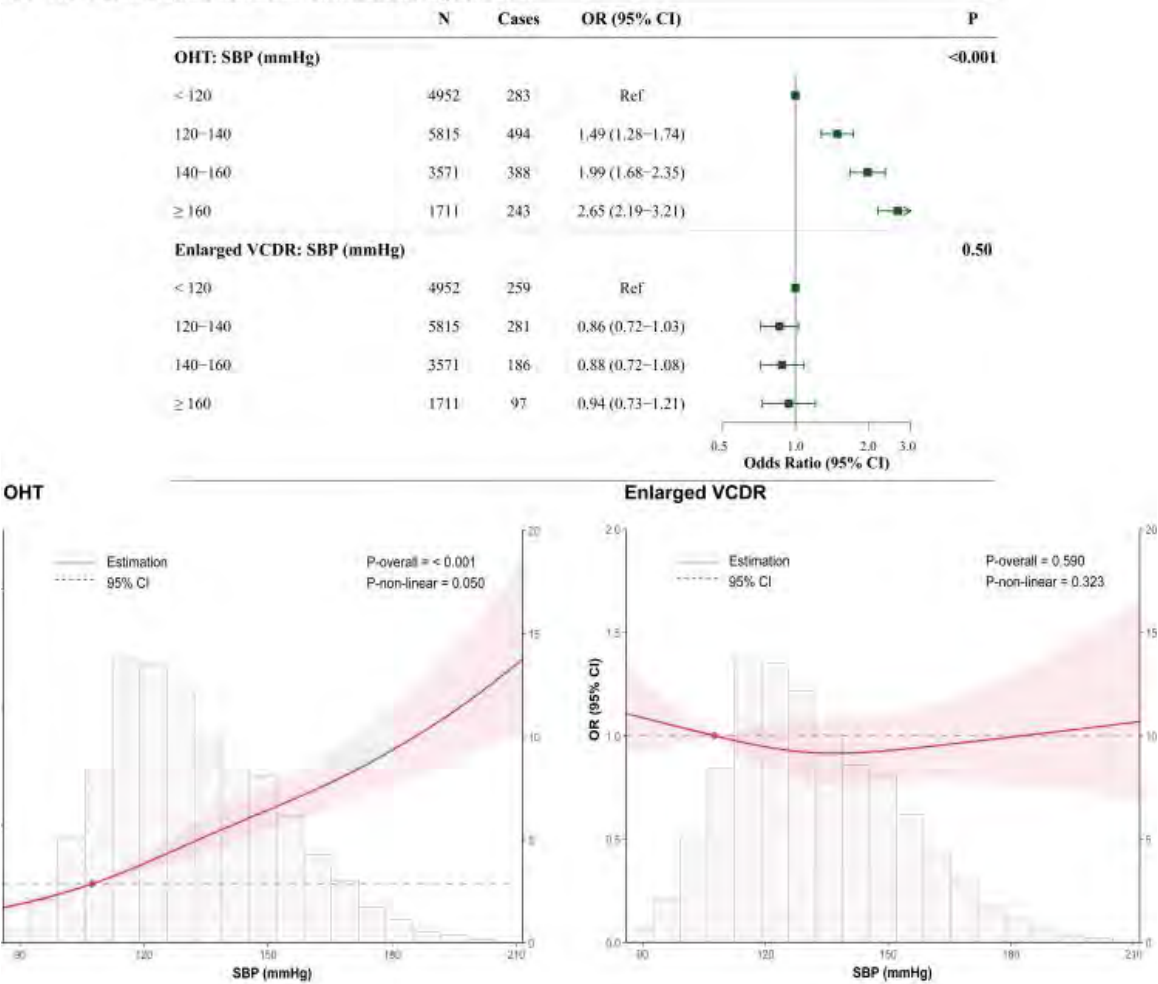 N Cases OR (95% CI) P
OHT: SBP (mmHg) <0.001
< 120 4952 283 Ref
120−140 5815 494 1.49 (1.28−1.74)
140−160 3571 388 1.99 (1.68−2.35)
≥ 160 1711 243 2.65 (2.19−3.21)
Enlarged VCDR: SBP (mmHg) 0.50
< 120 4952 259 Ref
120−140 5815 281 0.86 (0.72−1.03)
140−160 3571 186 0.88 (0.72−1.08)
≥ 160 1711 97 0.94 (0.73−1.21)
0.5 1.0 2.0 3.0
Odds Ratio (95% CI)
OHT
Estimation
95% CI
P-overall = < 0.001
P-non-linear = 0.050
20
15
10
5
0
90 120 150 180 210
SBP (mmHg)
Enlarged VCDR
Estimation
95% CI
P-overall = 0.590
P-non-linear = 0.323
2.0
1.5
1.0
0.5
0.0
OR (95% CI)
20
15
10
5
0
90 120 150 180 210
SBP (mmHg)